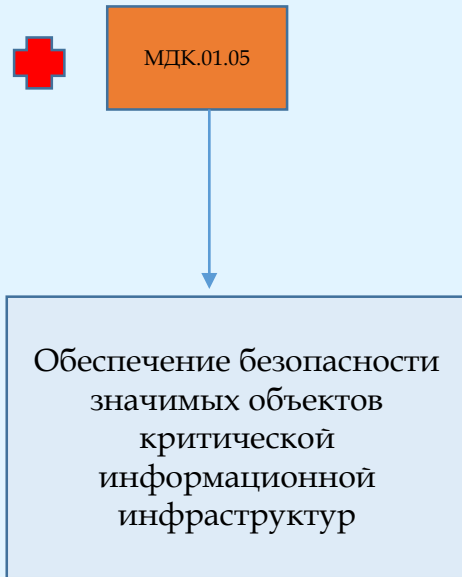 МДК.01.05
Обеспечение безопасности
значимых объектов
критической
информационной
инфраструктур